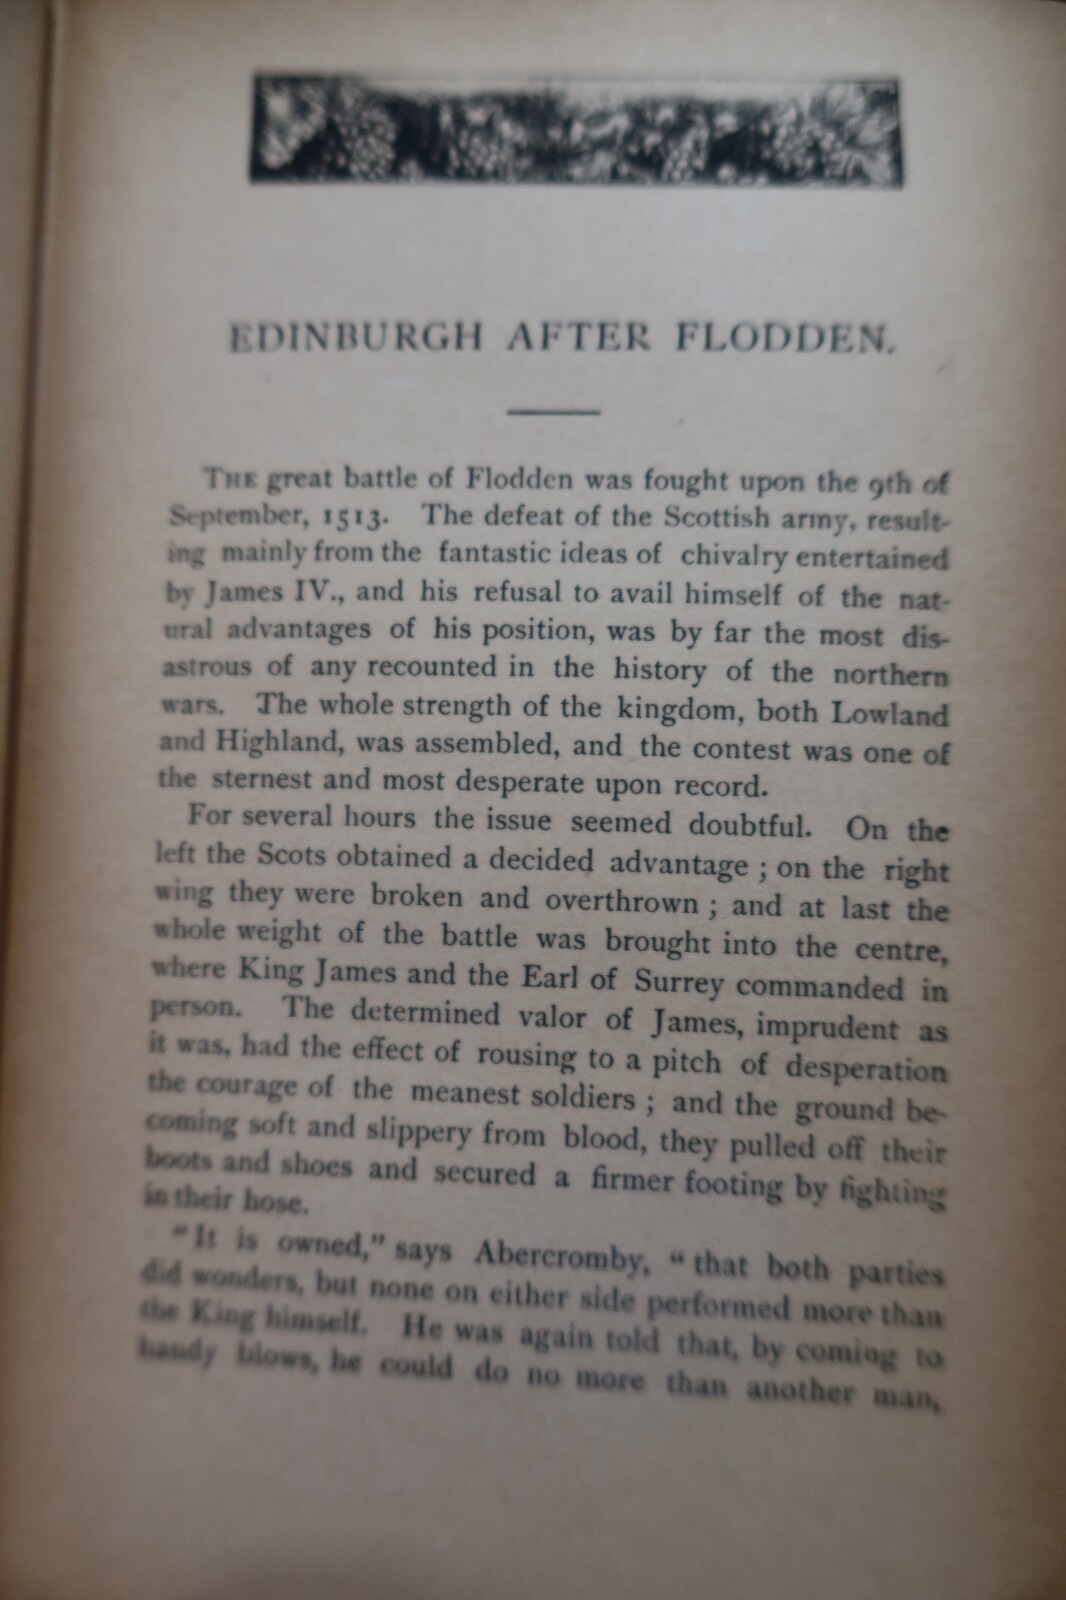 EDINBURGH AFTER FLODDEN.
THE great battle of Flodden was fought upon the 9th of
September, 1513. The defeat of the Scottish army, result-
ing mainly from the fantastic ideas of chivalry entertained
by James IV., and his refusal to avail himself of the nat-
ural advantages of his position, was by far the most dis-
astrous of any recounted in the history of the northern
wars. The whole strength of the kingdom, both Lowland
and Highland, was assembled, and the contest was one of
the sternest and most desperate upon record.
For several hours the issue seemed doubtful. On the
left the Scots obtained a decided advantage ; on the right
wing they were broken and overthrown ; and at last the
whole weight of the battle was brought into the centre,
where King James and the Earl of Surrey commanded in
person. The determined valor of James, imprudent as
it was, had the effect of rousing to a pitch of desperation
the courage of the meanest soldiers ; and the ground be-
coming soft and slippery from blood, they pulled off their
boots and shoes and secured a firmer footing by fighting
in their hose.
"It is owned," says Abercromby, "that both parties
did wonders, but none on either side performed more than
the King himself. He was again told that, by coming to
handy blows, he could do no more than another man,